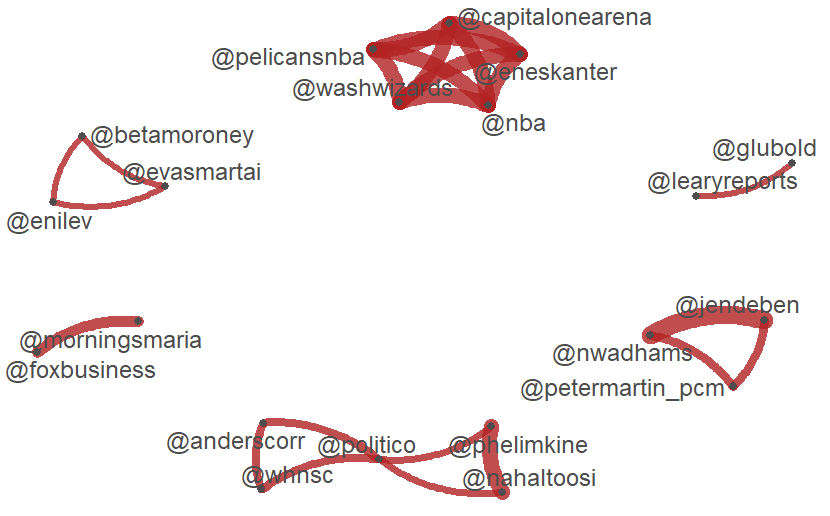 @capitalonearena
@pelicansnba
@eneskanter
@washwizards
@nba
@betamoroney
@evasmartai
@enilev
@glubold
@learyreports
@morningsmaria
@foxbusiness
@jendeben
@nwadhams
@petermartin_pcm
@anderscorr
@politico
@phelimkine
@whnsc
@nahaltoosi